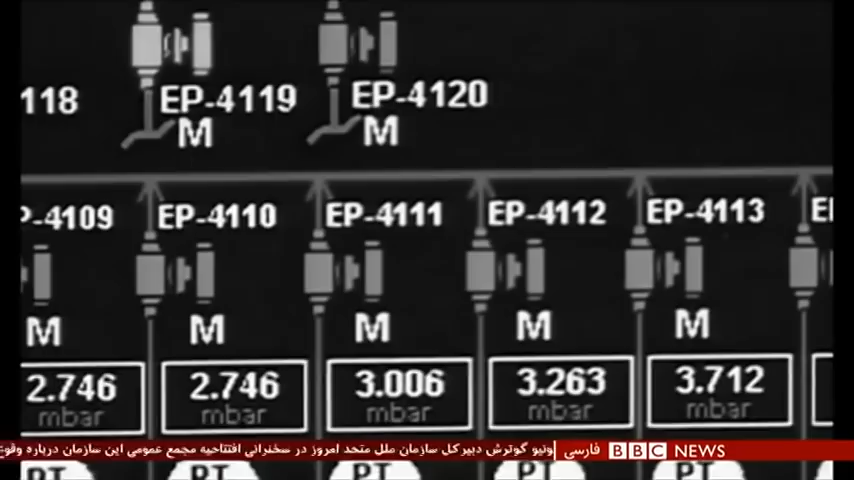 118 EP-4119 EP-4120
M M
P-4109 EP-4110 EP-4111 EP-4112 EP-4113
M M M M M
2.746 2.746 3.006 3.263 3.712
mbar mbar mbar mbar mbar
ونیو گوترش دبیرکل سازمان ملل متحد امروز در سخنرانی افتتاحیه مجمع عمومی این سازمان درباره وقوع
فارسی BBC NEWS
PT PT PT PT PT